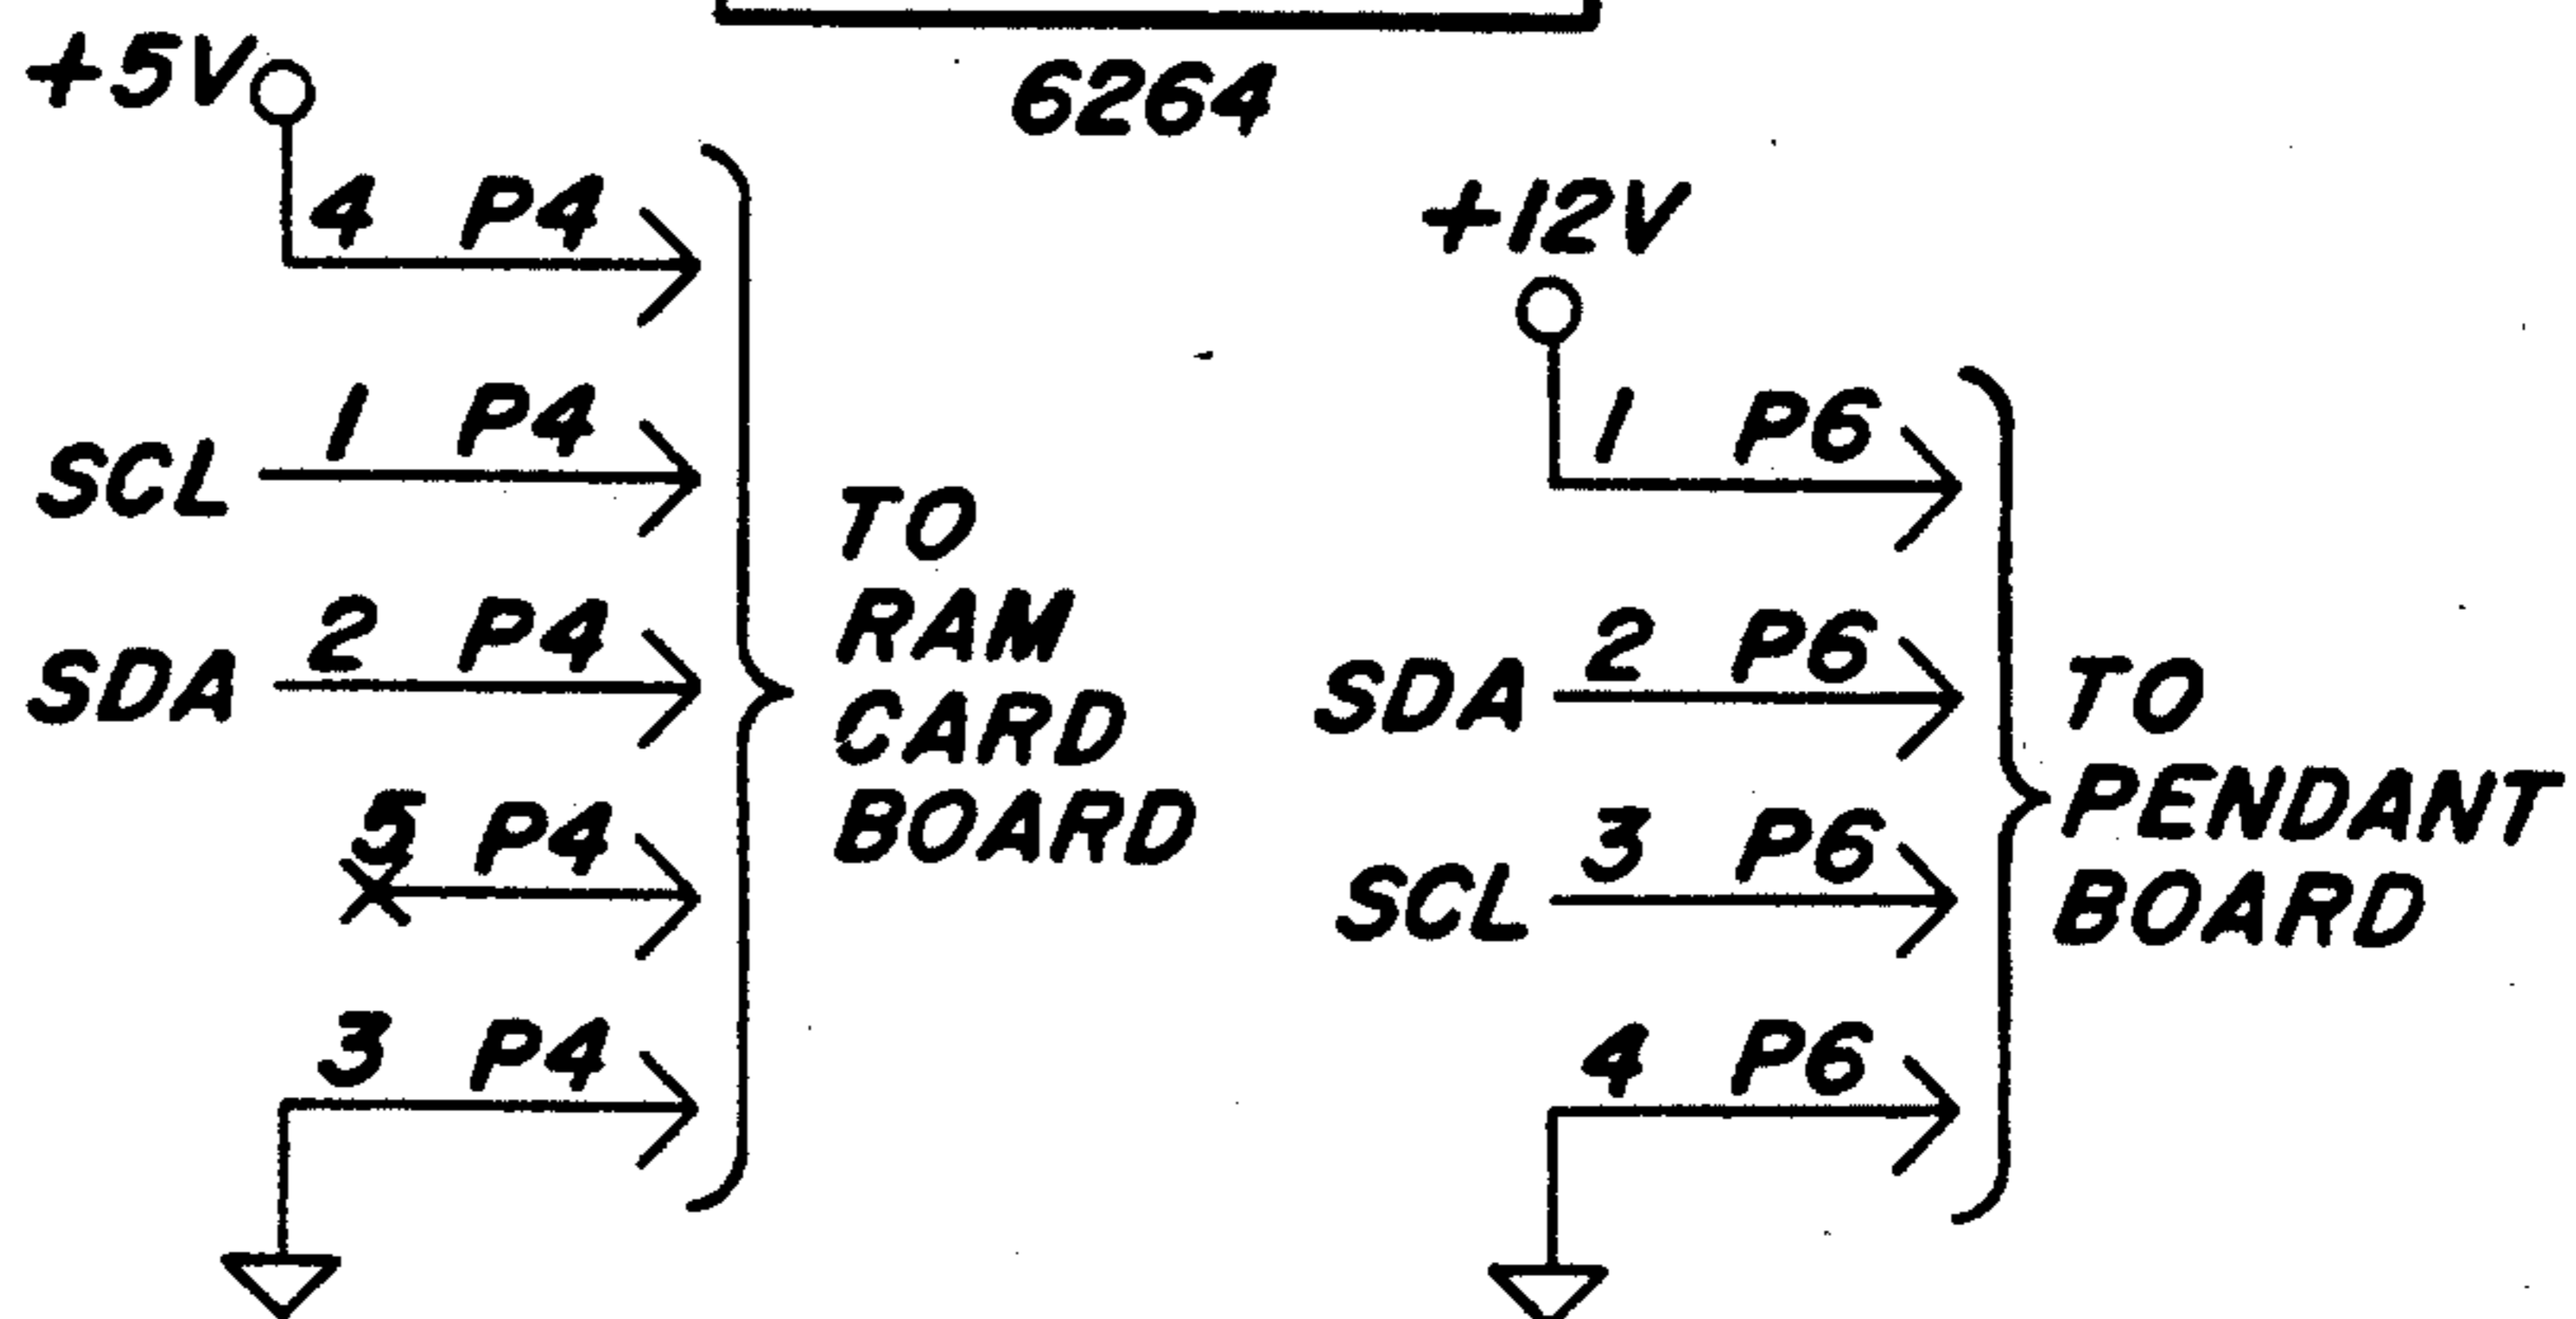 6264
+5V
4 P4
SCL 1 P4
SDA 2 P4
5 P4
3 P4
TO
RAM
CARD
BOARD
+12V
1 P6
SDA 2 P6
SCL 3 P6
4 P6
TO
PENDANT
BOARD